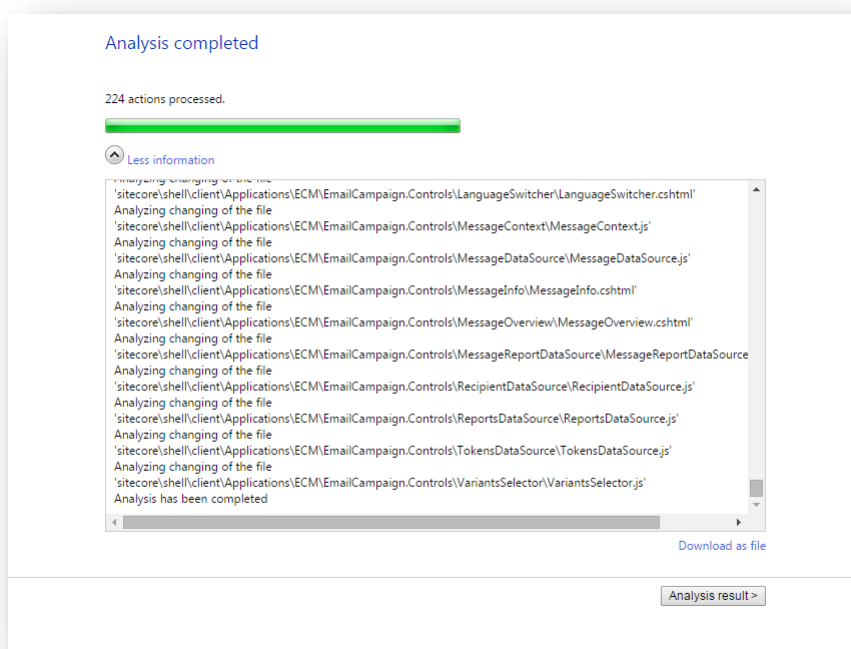 Analysis completed
224 actions processed.
Less information
Analyzing changing of the file
'sitecore\shell\client\Applications\ECM\EmailCampaign.Controls\LanguageSwitcher\LanguageSwitcher.cshtml'
Analyzing changing of the file
'sitecore\shell\client\Applications\ECM\EmailCampaign.Controls\MessageContext\MessageContext.js'
Analyzing changing of the file
'sitecore\shell\client\Applications\ECM\EmailCampaign.Controls\MessageDataSource\MessageDataSource.js'
Analyzing changing of the file
'sitecore\shell\client\Applications\ECM\EmailCampaign.Controls\MessageInfo\MessageInfo.cshtml'
Analyzing changing of the file
'sitecore\shell\client\Applications\ECM\EmailCampaign.Controls\MessageOverview\MessageOverview.cshtml'
Analyzing changing of the file
'sitecore\shell\client\Applications\ECM\EmailCampaign.Controls\MessageReportDataSource\MessageReportDataSource
Analyzing changing of the file
'sitecore\shell\client\Applications\ECM\EmailCampaign.Controls\RecipientDataSource\RecipientDataSource.js'
Analyzing changing of the file
'sitecore\shell\client\Applications\ECM\EmailCampaign.Controls\ReportsDataSource\ReportsDataSource.js'
Analyzing changing of the file
'sitecore\shell\client\Applications\ECM\EmailCampaign.Controls\TokensDataSource\TokensDataSource.js'
Analyzing changing of the file
'sitecore\shell\client\Applications\ECM\EmailCampaign.Controls\VariantsSelector\VariantsSelector.js'
Analysis has been completed
Download as file
Analysis result >